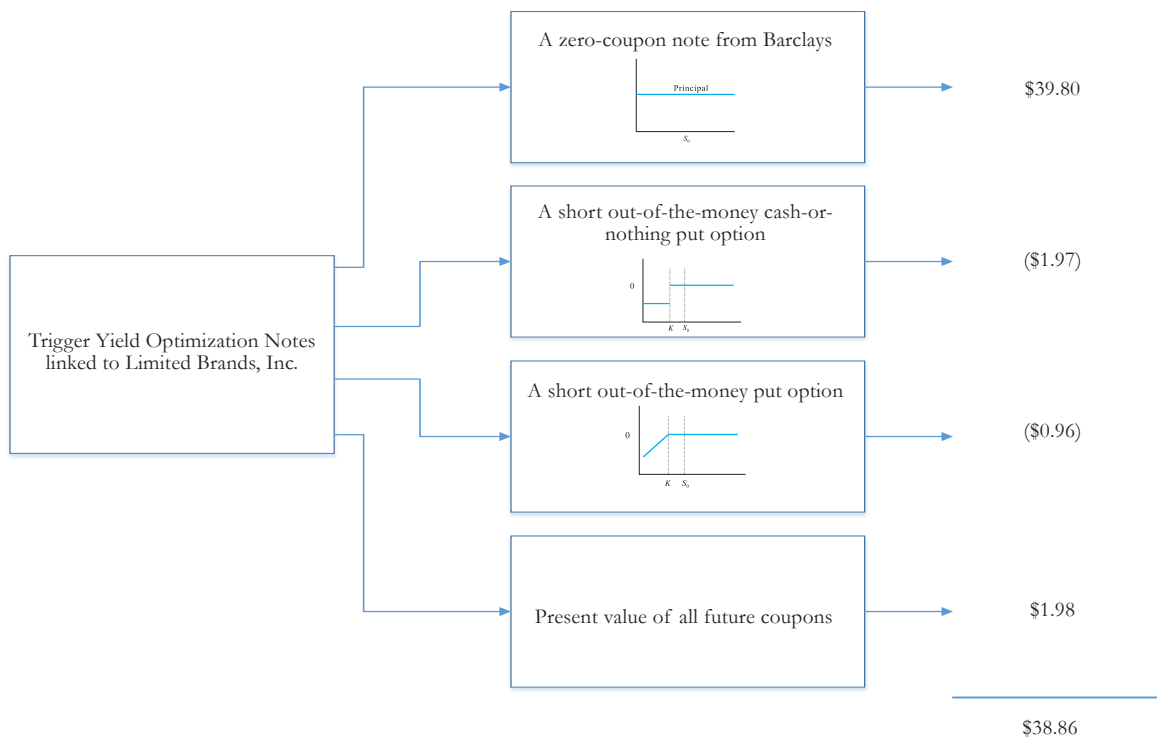 A zero-coupon note from Barclays
Principal
S₀
$39.80
A short out-of-the-money cash-or-
nothing put option
0
K S₀
($1.97)
Trigger Yield Optimization Notes
linked to Limited Brands, Inc.
A short out-of-the-money put option
0
K S₀
($0.96)
Present value of all future coupons
$1.98
$38.86